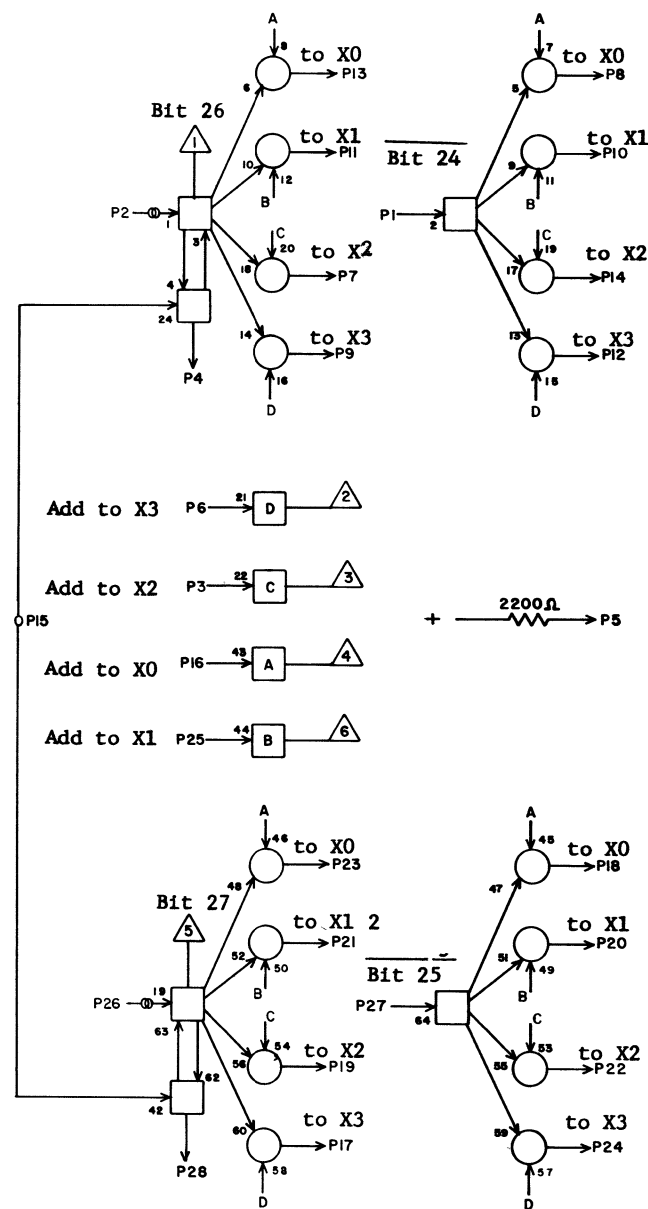 A
8
to X0
P13
6
Bit 26
1
to X1
P11
10
12
B
P2
1
3
C
20
to X2
P7
18
4
24
P4
14
to X3
P9
16
D
A
7
to X0
P8
5
Bit 24
to X1
P10
9
11
B
P1
2
C
19
to X2
P14
17
13
to X3
P12
15
D
Add to X3 P6 21 D 2
Add to X2 P3 22 C 3
P15
+ 2200Ω P5
Add to X0 P16 43 A 4
Add to X1 P25 44 B 6
A
46
to X0
P23
48
Bit 27
5
to X1 2
P21
52
50
B
P26
19
63
62
C
54
to X2
P19
56
42
P28
60
to X3
P17
58
D
A
45
to X0
P18
47
Bit 25
to X1
P20
51
49
B
P27
64
C
53
to X2
P22
55
59
to X3
P24
57
D